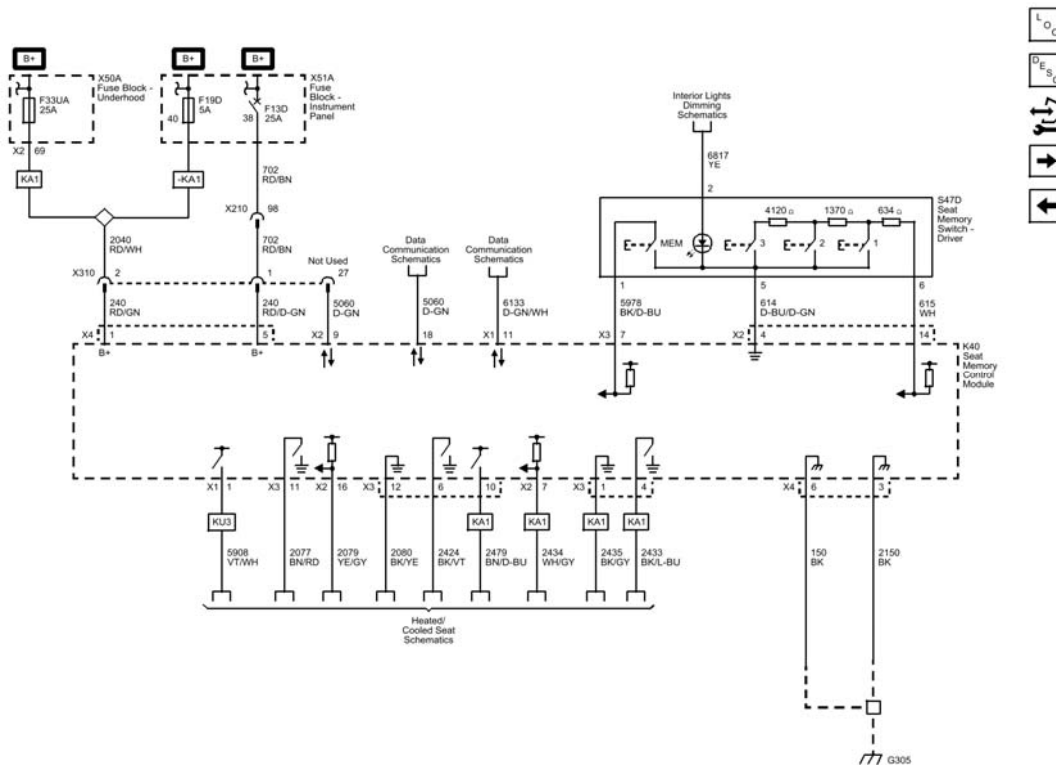 L O C
D E S C
B+
B+
B+
X50A
Fuse Block -
Underhood
X51A
Fuse
Block -
Instrument
Panel
F33UA
25A
F19D
5A
40
F13D
25A
38
X2 69
KA1
-KA1
702
RD/BN
X210 98
702
RD/BN
2040
RD/WH
X310 2
1
Not Used
27
240
RD/GN
240
RD/D-GN
5060
D-GN
Data
Communication
Schematics
5060
D-GN
Data
Communication
Schematics
6133
D-GN/WH
Interior Lights
Dimming
Schematics
6817
YE
2
S47D
Seat
Memory
Switch -
Driver
4120 Ω
1370 Ω
634 Ω
MEM
3
2
1
1
5
6
5978
BK/D-BU
614
D-BU/D-GN
615
WH
X4 1
5
X2 9
18
X1 11
X3 7
X2 4
14
B+
B+
K40
Seat
Memory
Control
Module
X1 1
X3 11
X2 16
X3 12
6
10
X2 7
X3 1
4
X4 6
3
KU3
KA1
KA1
KA1
KA1
5908
VT/WH
2077
BN/RD
2079
YE/GY
2080
BK/YE
2424
BK/VT
2479
BN/D-BU
2434
WH/GY
2435
BK/GY
2433
BK/L-BU
150
BK
2150
BK
Heated/
Cooled Seat
Schematics
G305